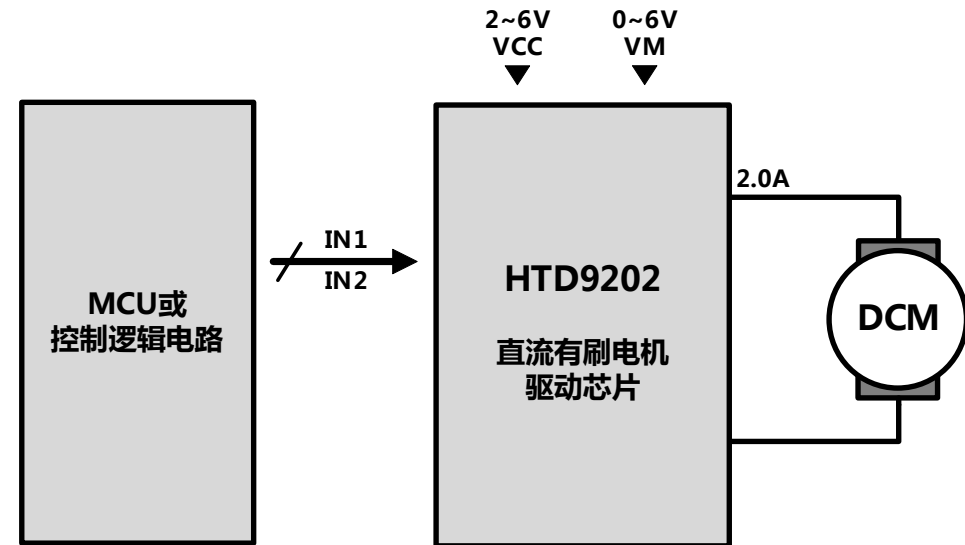 2~6V
VCC
0~6V
VM
2.0A
IN1
IN2
MCU或
控制逻辑电路
HTD9202
直流有刷电机
驱动芯片
DCM